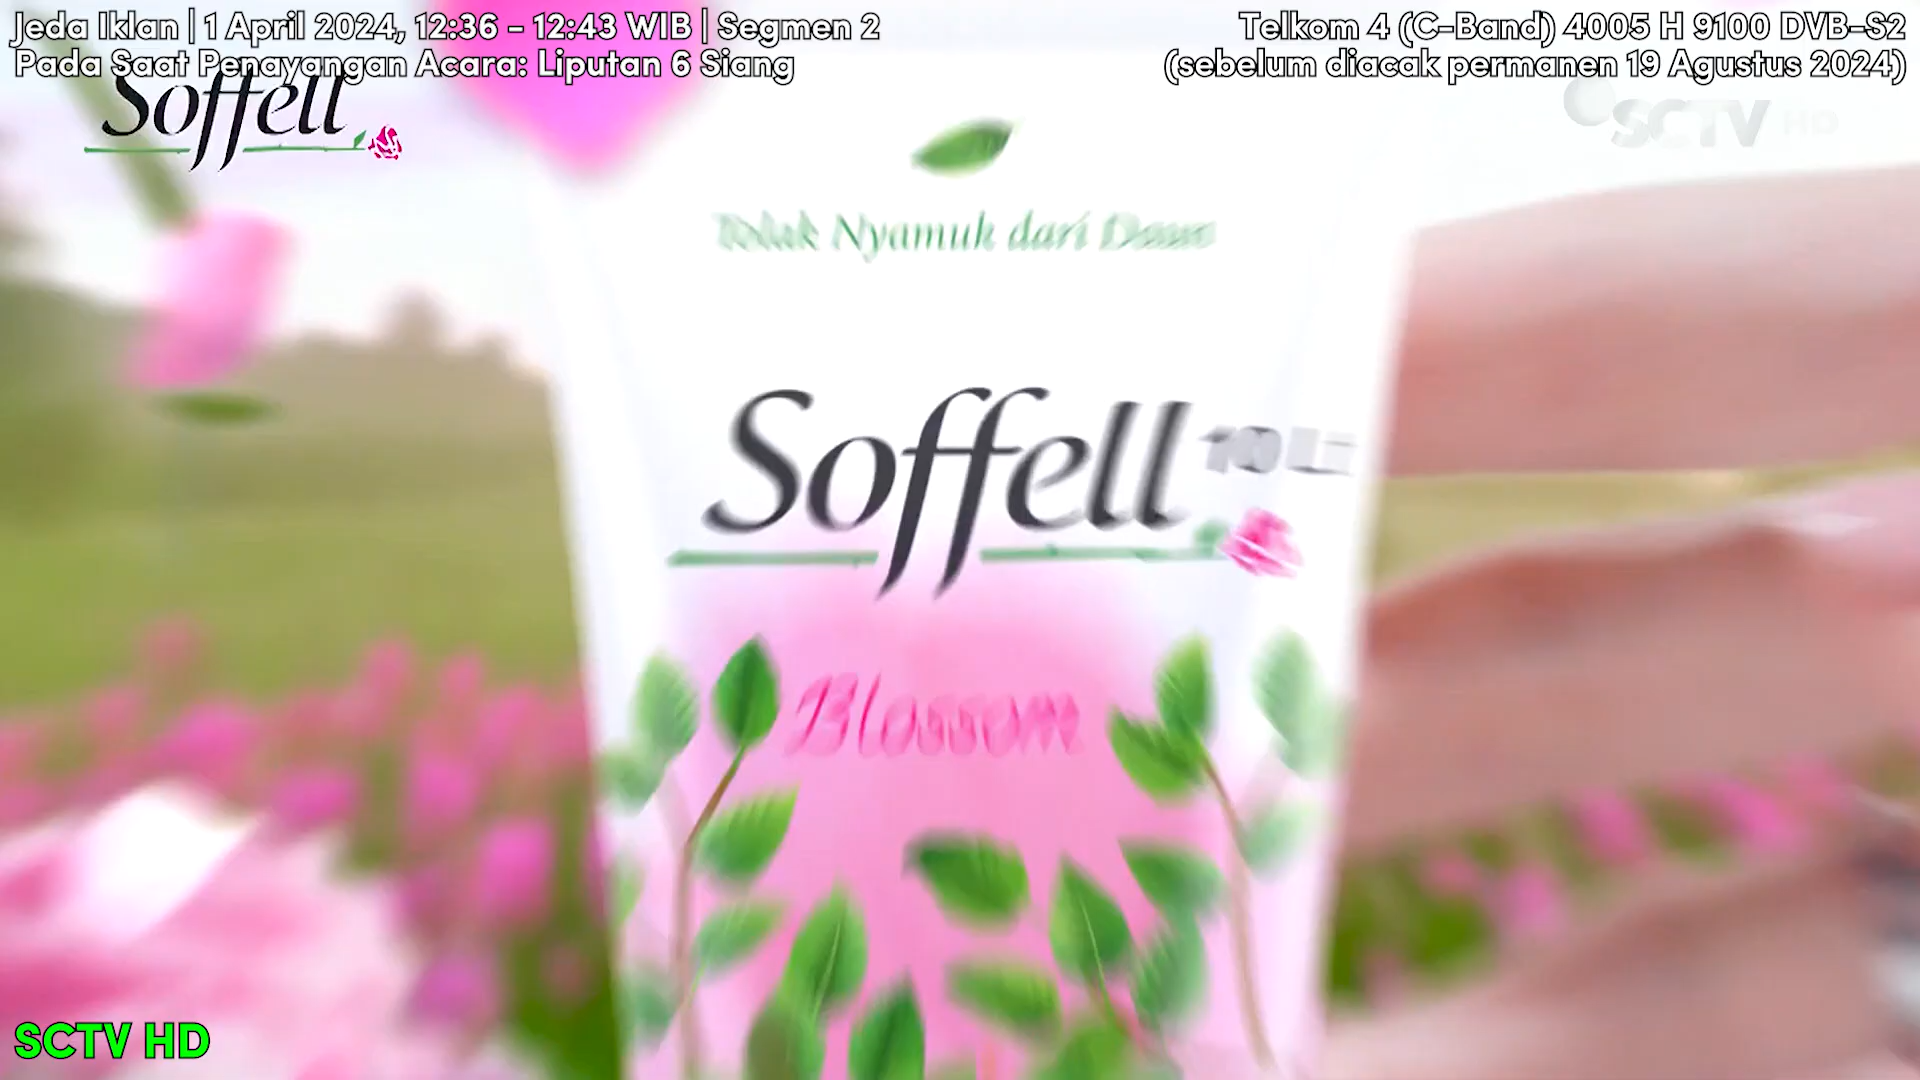 Jeda Iklan | 1 April 2024, 12:36 - 12:43 WIB | Segmen 2
Pada Saat Penayangan Acara: Liputan 6 Siang
Telkom 4 (C-Band) 4005 H 9100 DVB-S2
(sebelum diacak permanen 19 Agustus 2024)
Soffell
SCTV HD
Tolak Nyamuk dari Daun
Soffell
Blossom
SCTV HD